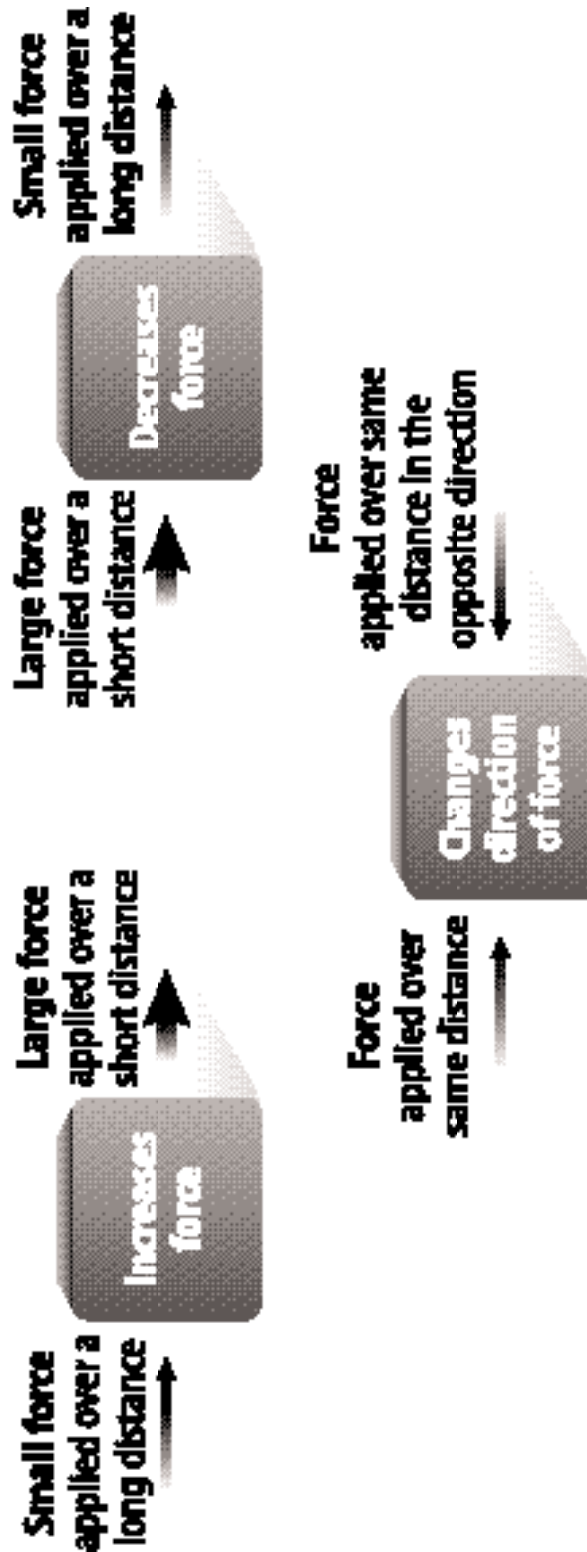 Small force
applied over a
long distance
Increases
force
Large force
applied over a
short distance
Large force
applied over a
short distance
Decreases
force
Small force
applied over a
long distance
Force
applied over
same distance
Changes
direction
of force
Force
applied over same
distance in the
opposite direction